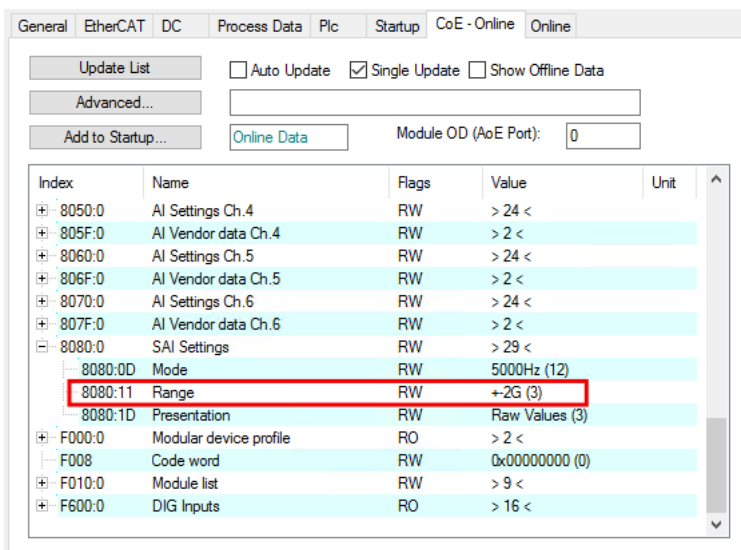 General EtherCAT DC Process Data Plc Startup CoE - Online Online
Update List Auto Update Single Update Show Offline Data
Advanced...
Add to Startup... Online Data Module OD (AoE Port): 0
Index Name Flags Value Unit
8050:0 AI Settings Ch.4 RW > 24 <
805F:0 AI Vendor data Ch.4 RW > 2 <
8060:0 AI Settings Ch.5 RW > 24 <
806F:0 AI Vendor data Ch.5 RW > 2 <
8070:0 AI Settings Ch.6 RW > 24 <
807F:0 AI Vendor data Ch.6 RW > 2 <
8080:0 SAI Settings RW > 29 <
8080:0D Mode RW 5000Hz (12)
8080:11 Range RW +-2G (3)
8080:1D Presentation RW Raw Values (3)
F000:0 Modular device profile RO > 2 <
F008 Code word RW 0x00000000 (0)
F010:0 Module list RW > 9 <
F600:0 DIG Inputs RO > 16 <